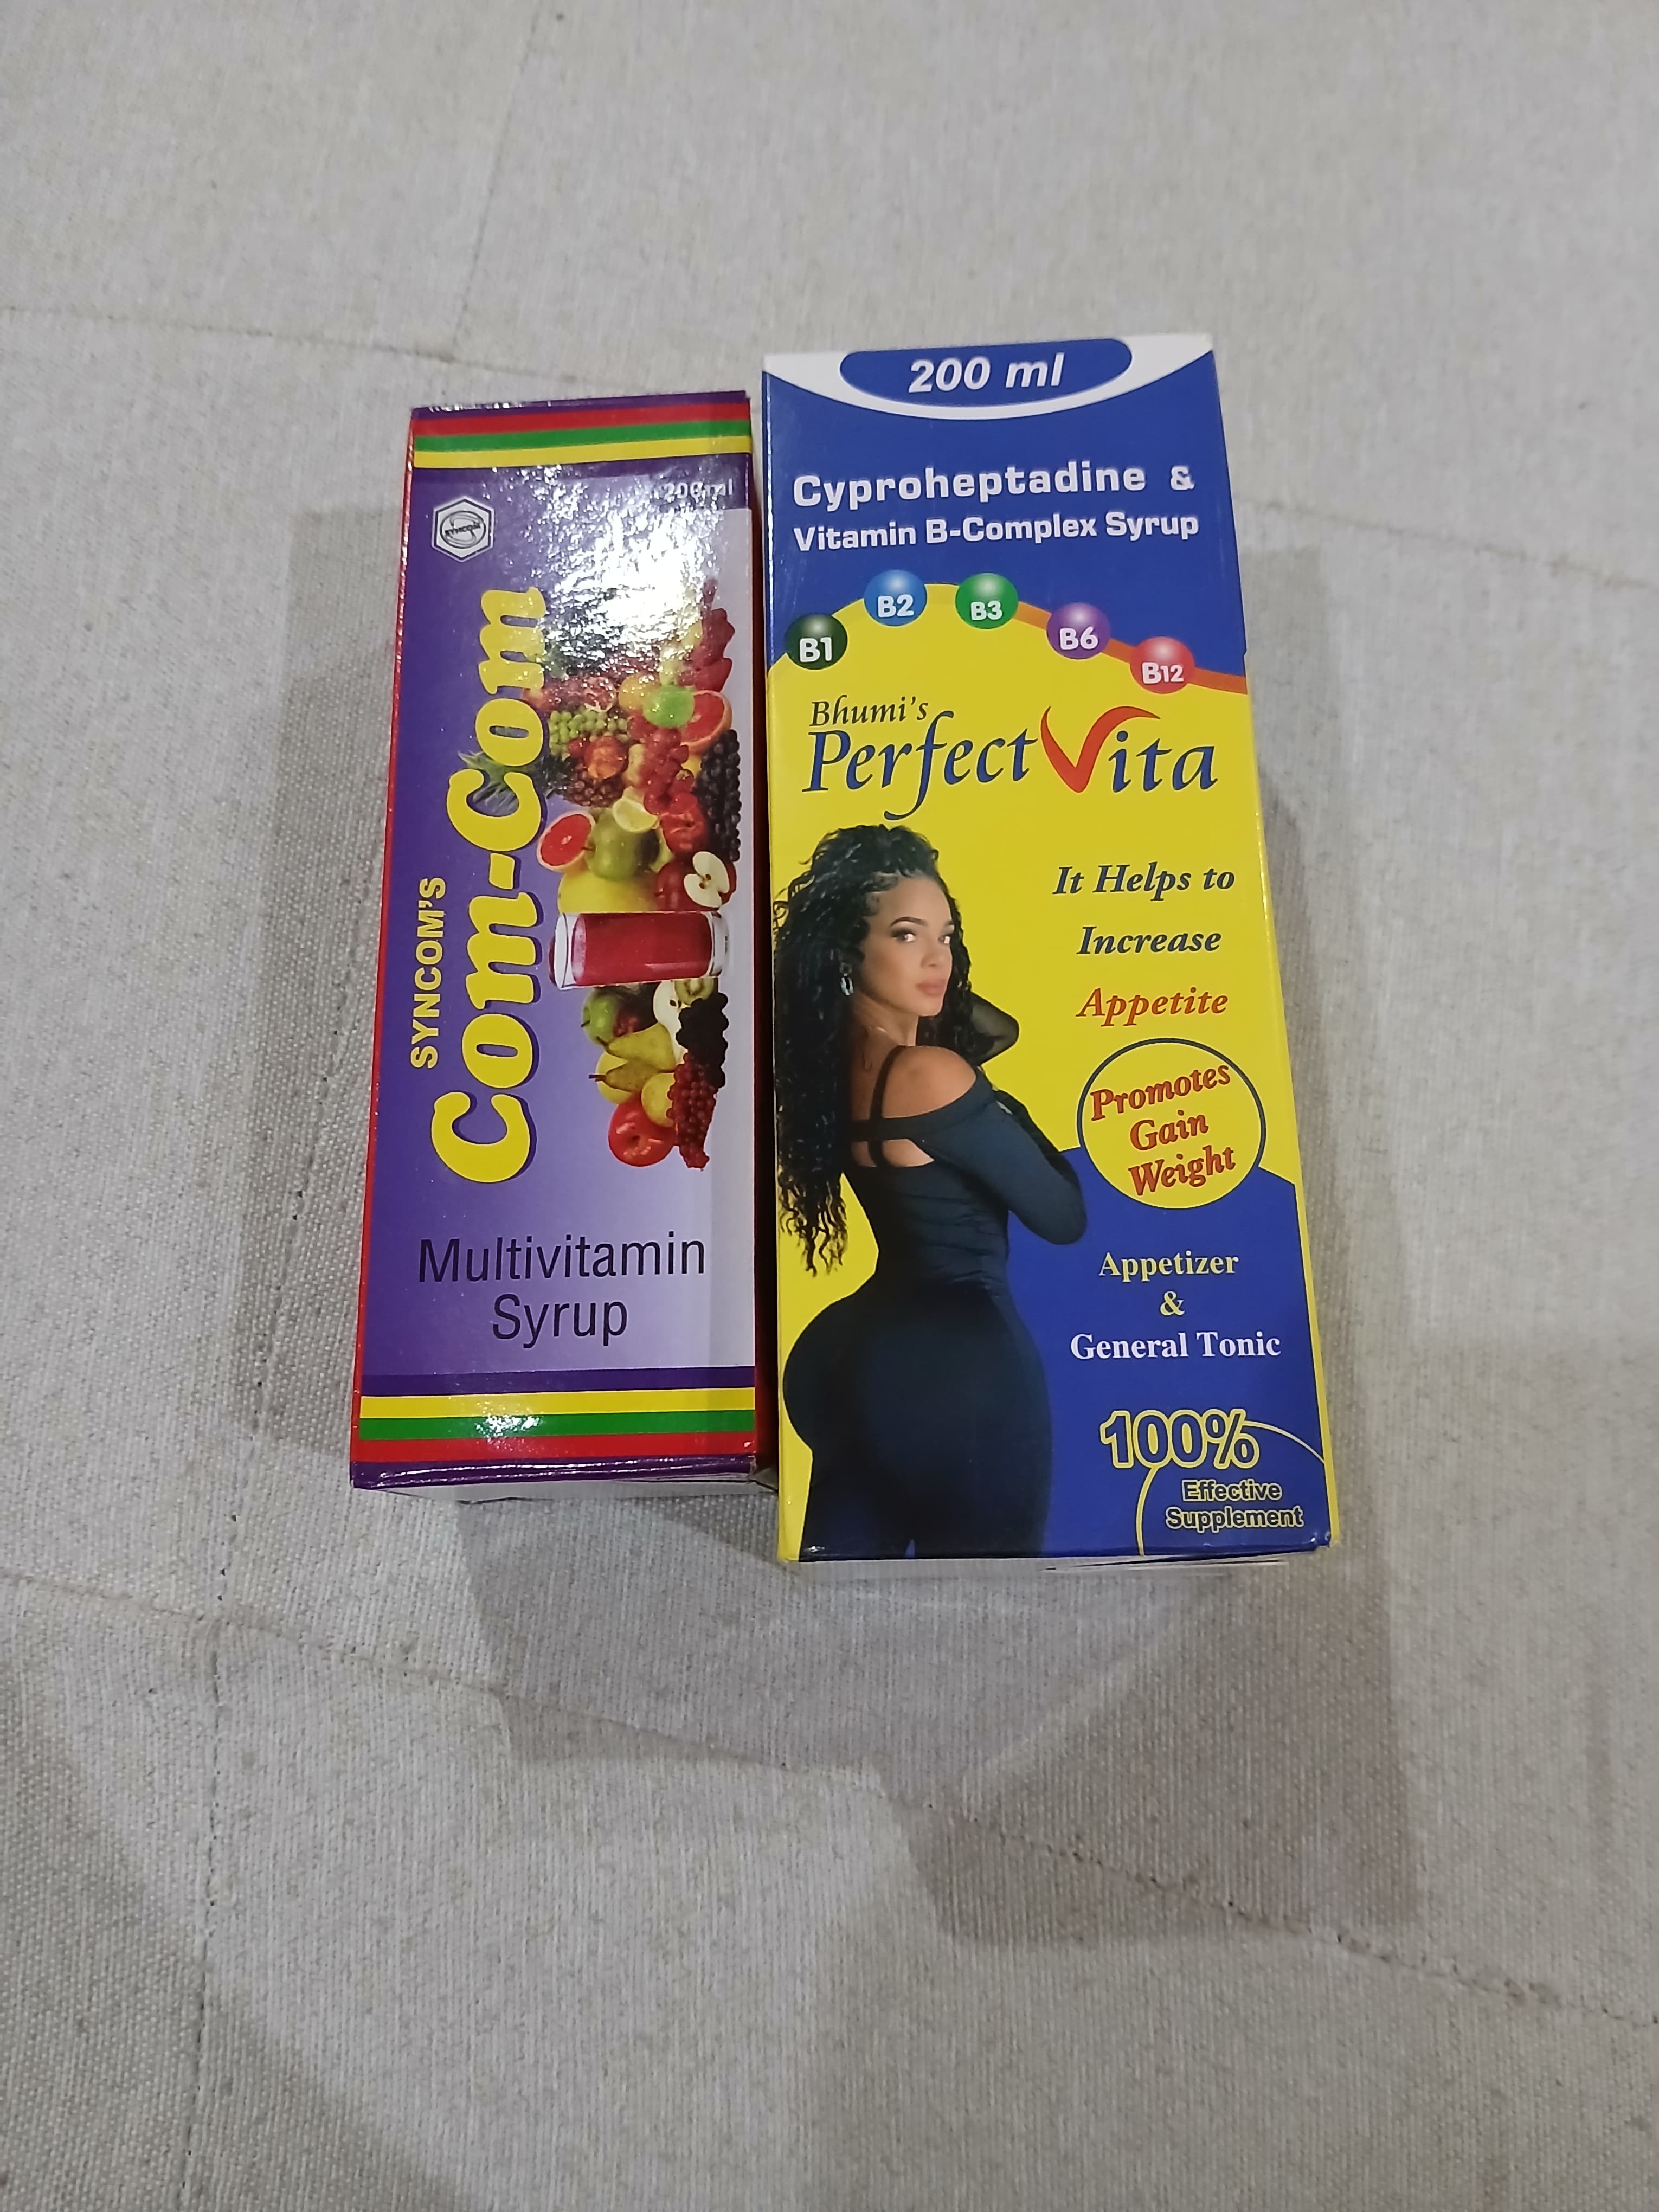 200 ml
SYNCOM
SYNCOM'S
Com-Com
Multivitamin
Syrup
200 ml
Cyproheptadine &
Vitamin B-Complex Syrup
B1
B2
B3
B6
B12
Bhumi's
PerfectVita
It Helps to
Increase
Appetite
Promotes
Gain
Weight
Appetizer
&
General Tonic
100%
Effective
Supplement